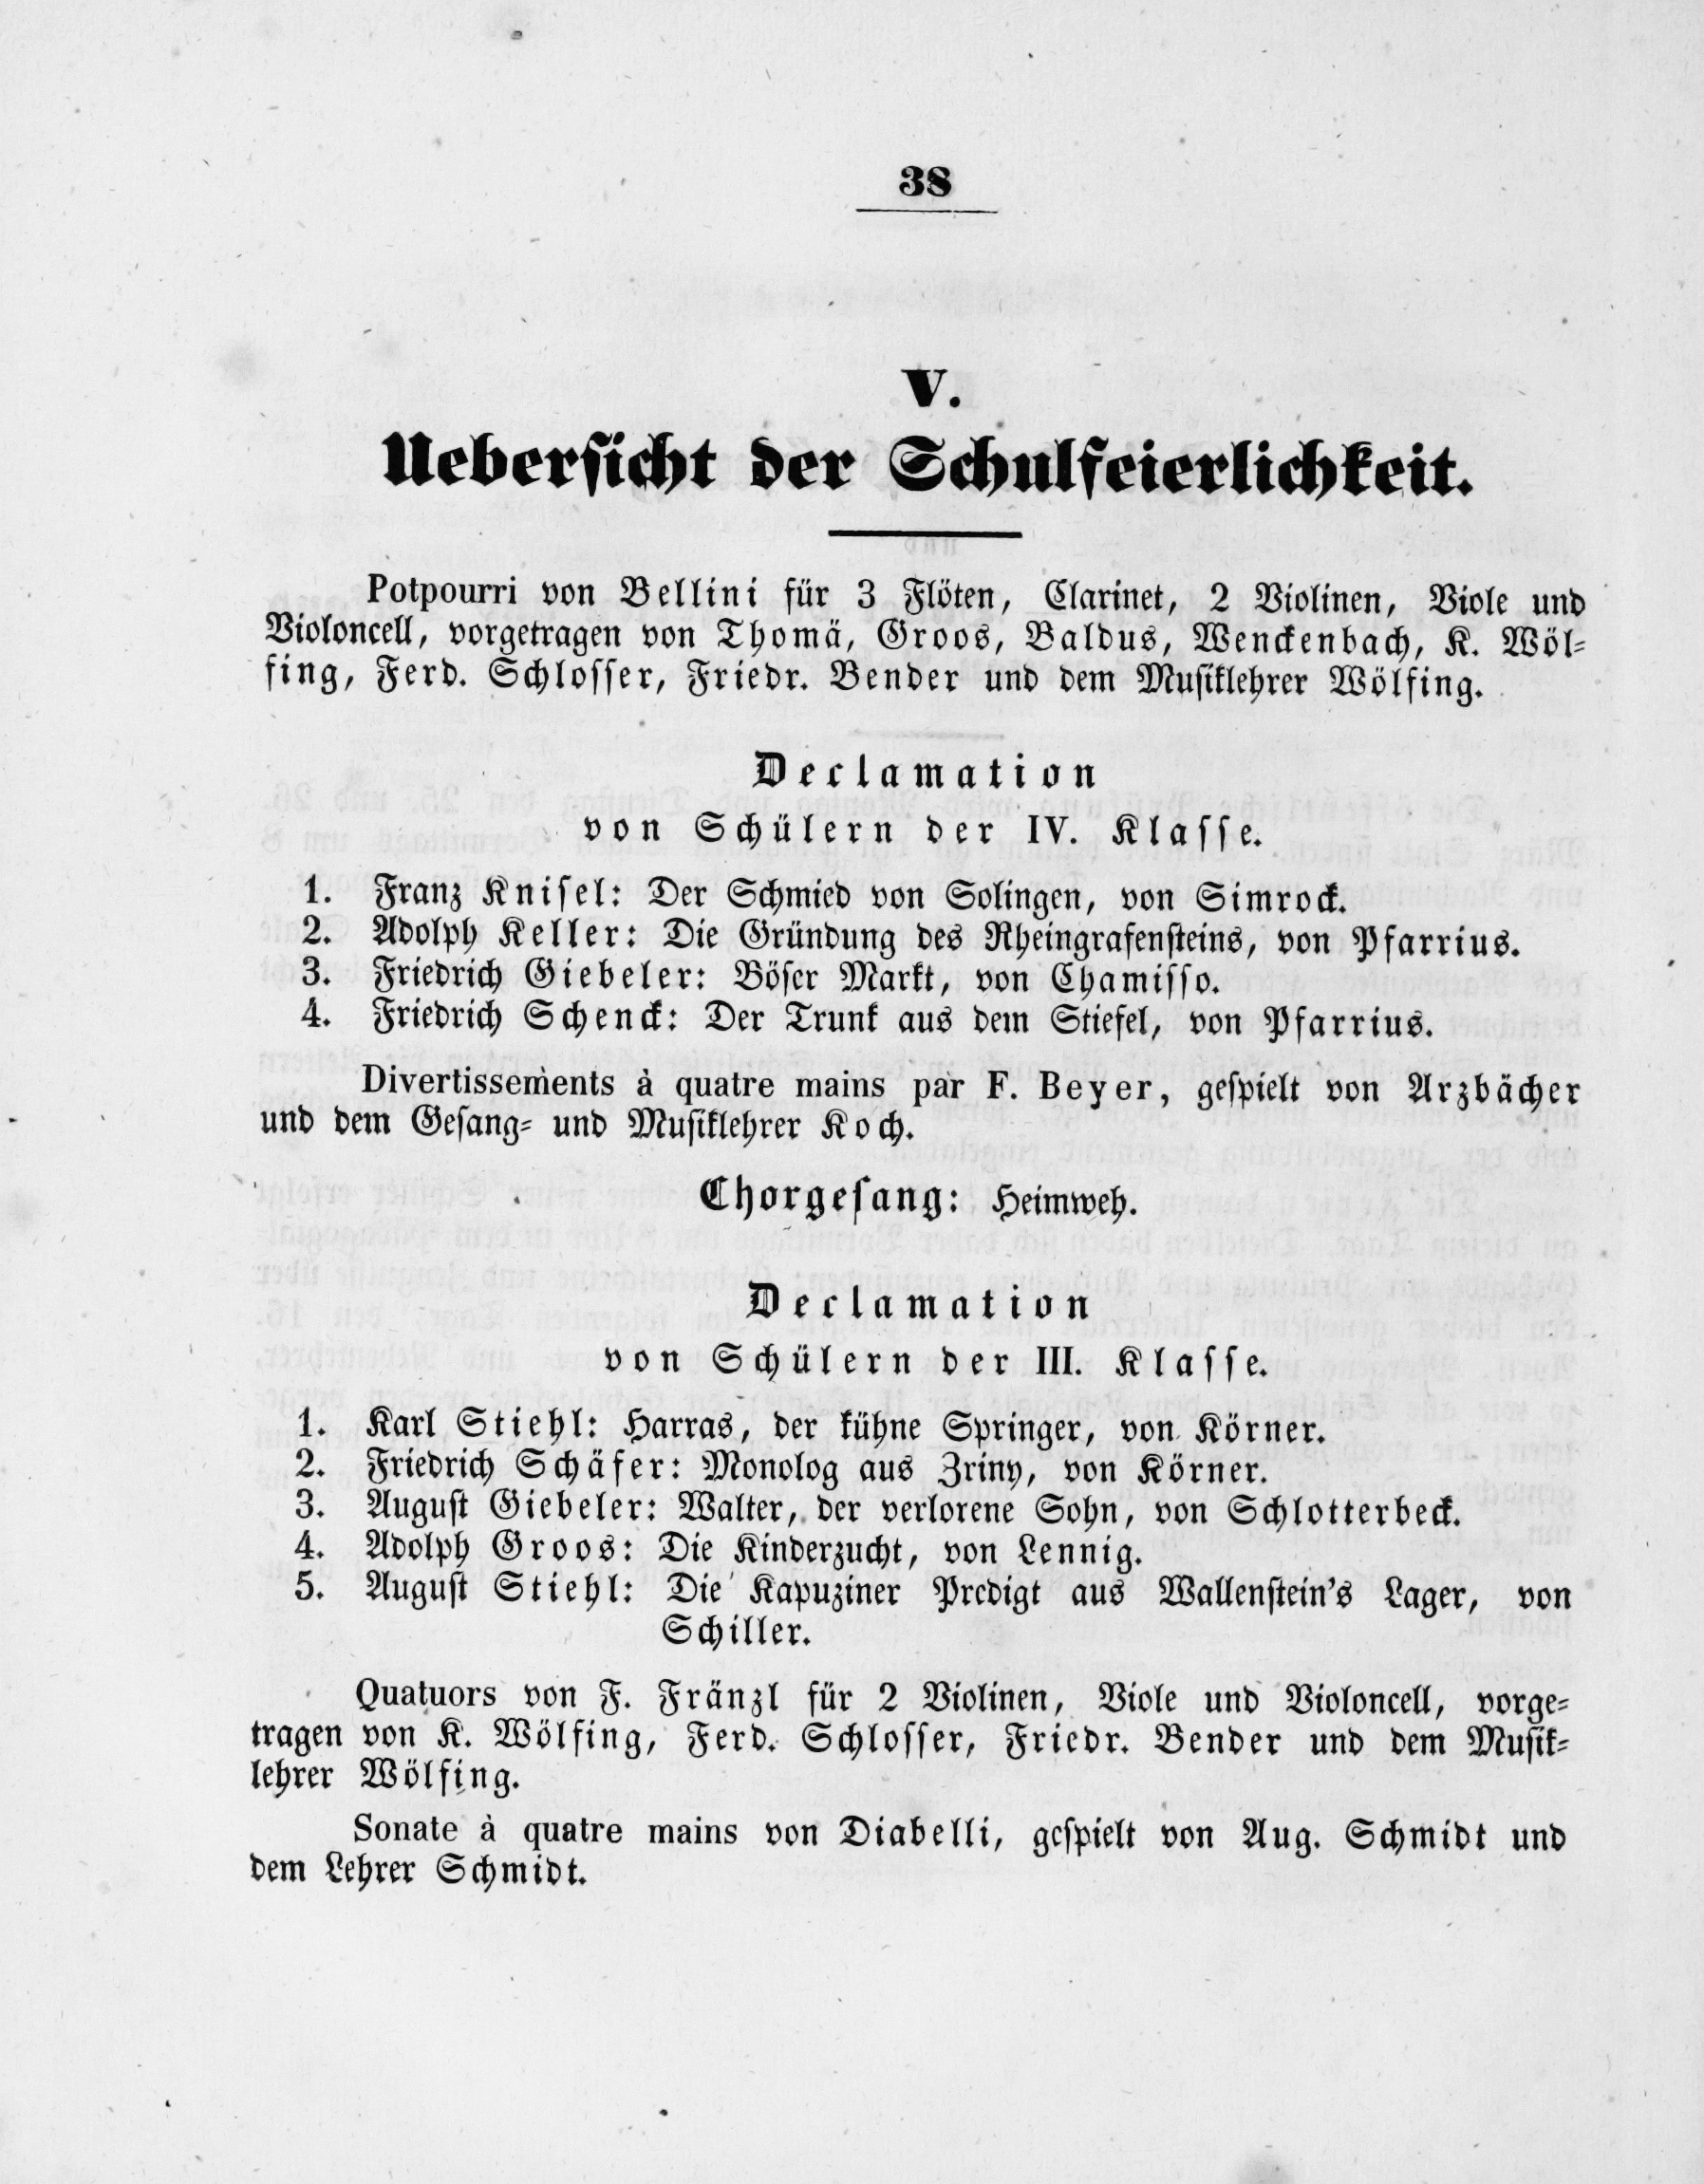 38
V.
Uebersicht der Schulfeierlichkeit.
Potpourri von Bellini für 3 Flöten, Clarinet, 2 Violinen, Viole und
Violoncell, vorgetragen von Thomä, Groos, Baldus, Wenckenbach, K. Wöl-
fing, Ferd. Schlosser, Friedr. Bender und dem Musiklehrer Wölfing.
Declamation
von Schülern der IV. Klasse.
1. Franz Knisel: Der Schmied von Solingen, von Simrock.
2. Adolph Keller: Die Gründung des Rheingrafensteins, von Pfarrius.
3. Friedrich Giebeler: Böser Markt, von Chamisso.
4. Friedrich Schenck: Der Trunk aus dem Stiefel, von Pfarrius.
Divertissements à quatre mains par F. Beyer, gespielt von Arzbächer
und dem Gesang- und Musiklehrer Koch.
Chorgesang: Heimweh.
Declamation
von Schülern der III. Klasse.
1. Karl Stiehl: Harras, der kühne Springer, von Körner.
2. Friedrich Schäfer: Monolog aus Zriny, von Körner.
3. August Giebeler: Walter, der verlorene Sohn, von Schlotterbeck.
4. Adolph Groos: Die Kinderzucht, von Lennig.
5. August Stiehl: Die Kapuziner Predigt aus Wallenstein's Lager, von
Schiller.
Quatuors von F. Fränzl für 2 Violinen, Viole und Violoncell, vorge-
tragen von K. Wölfing, Ferd. Schlosser, Friedr. Bender und dem Musik-
lehrer Wölfing.
Sonate à quatre mains von Diabelli, gespielt von Aug. Schmidt und
dem Lehrer Schmidt.